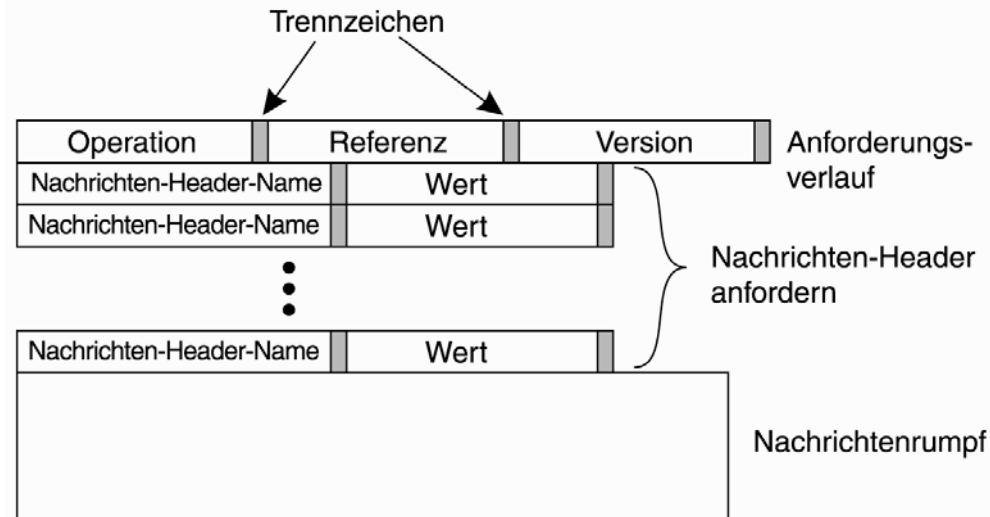 Trennzeichen
Operation Referenz Version Anforderungs-
verlauf
Nachrichten-Header-Name Wert
Nachrichten-Header-Name Wert
Nachrichten-Header
anfordern
Nachrichten-Header-Name Wert
Nachrichtenrumpf